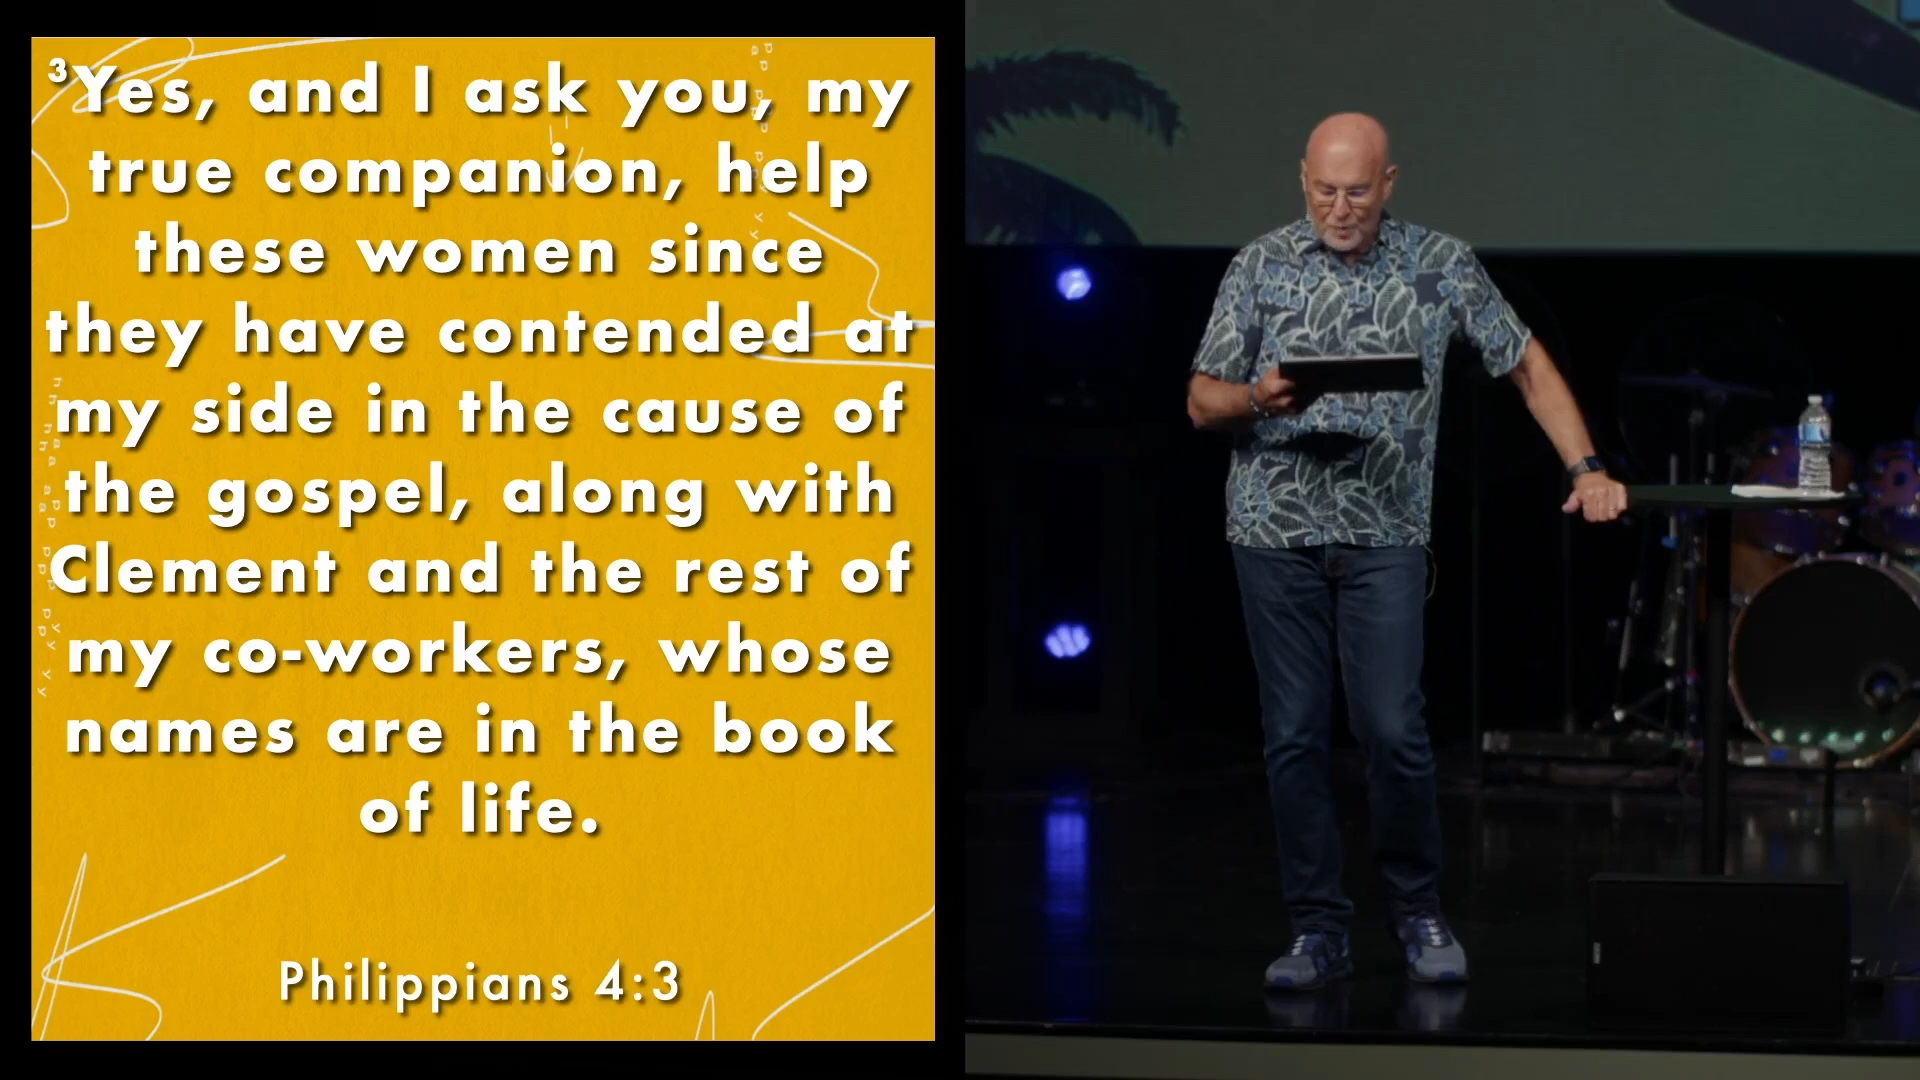 ³Yes, and I ask you, my
true companion, help
these women since
they have contended at
my side in the cause of
the gospel, along with
Clement and the rest of
my co-workers, whose
names are in the book
of life.
Philippians 4:3